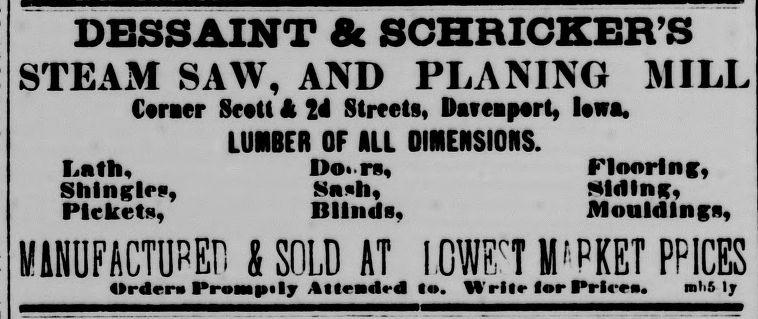 DESSAINT & SCHRICKER'S
STEAM SAW, AND PLANING MILL
Corner Scott & 2d Streets, Davenport, Iowa.
LUMBER OF ALL DIMENSIONS.
Lath, Doors, Flooring,
Shingles, Sash, Siding,
Pickets, Blinds, Mouldings,
MANUFACTURED & SOLD AT LOWEST MARKET PRICES
Orders Promptly Attended to. Write for Prices. mh5 ly